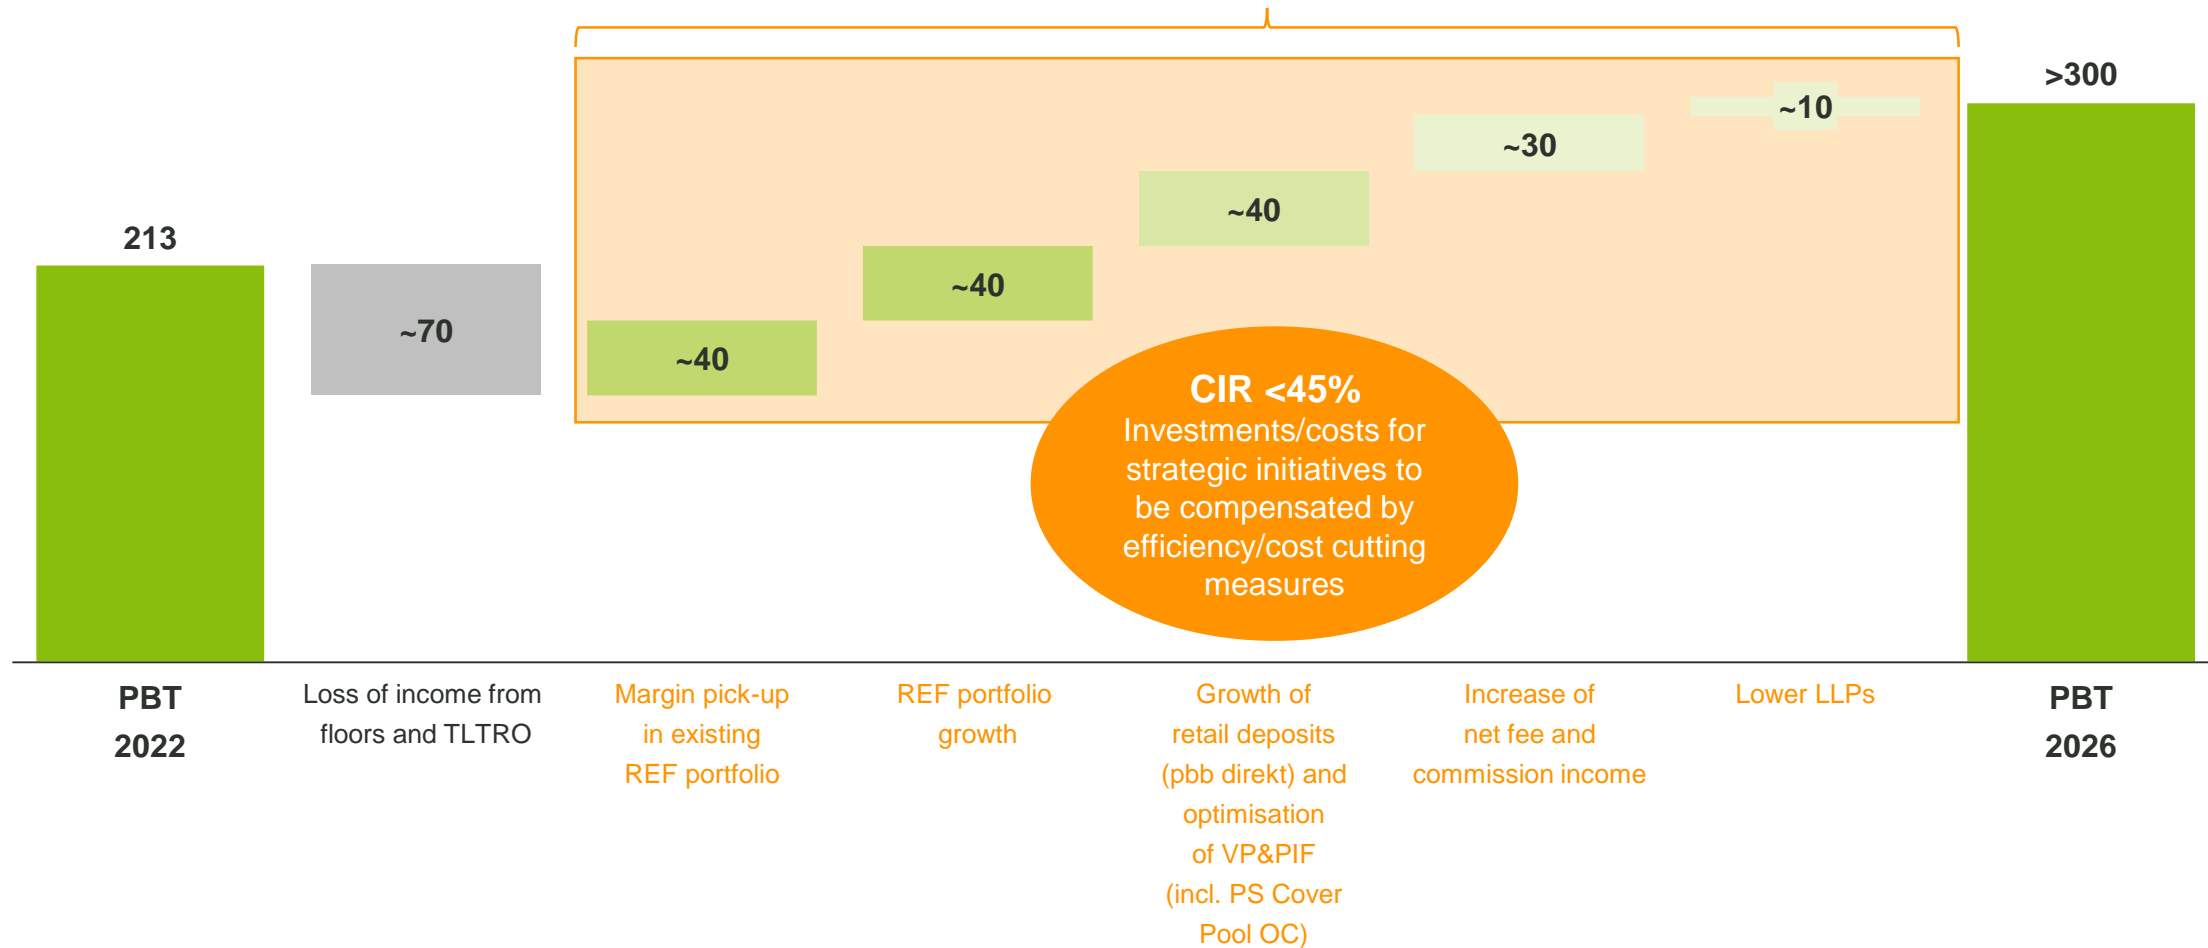 213
~70
~40
~40
~40
~30
~10
>300
CIR <45%
Investments/costs for
strategic initiatives to
be compensated by
efficiency/cost cutting
measures
PBT
2022
Loss of income from
floors and TLTRO
Margin pick-up
in existing
REF portfolio
REF portfolio
growth
Growth of
retail deposits
(pbb direkt) and
optimisation
of VP&PIF
(incl. PS Cover
Pool OC)
Increase of
net fee and
commission income
Lower LLPs
PBT
2026